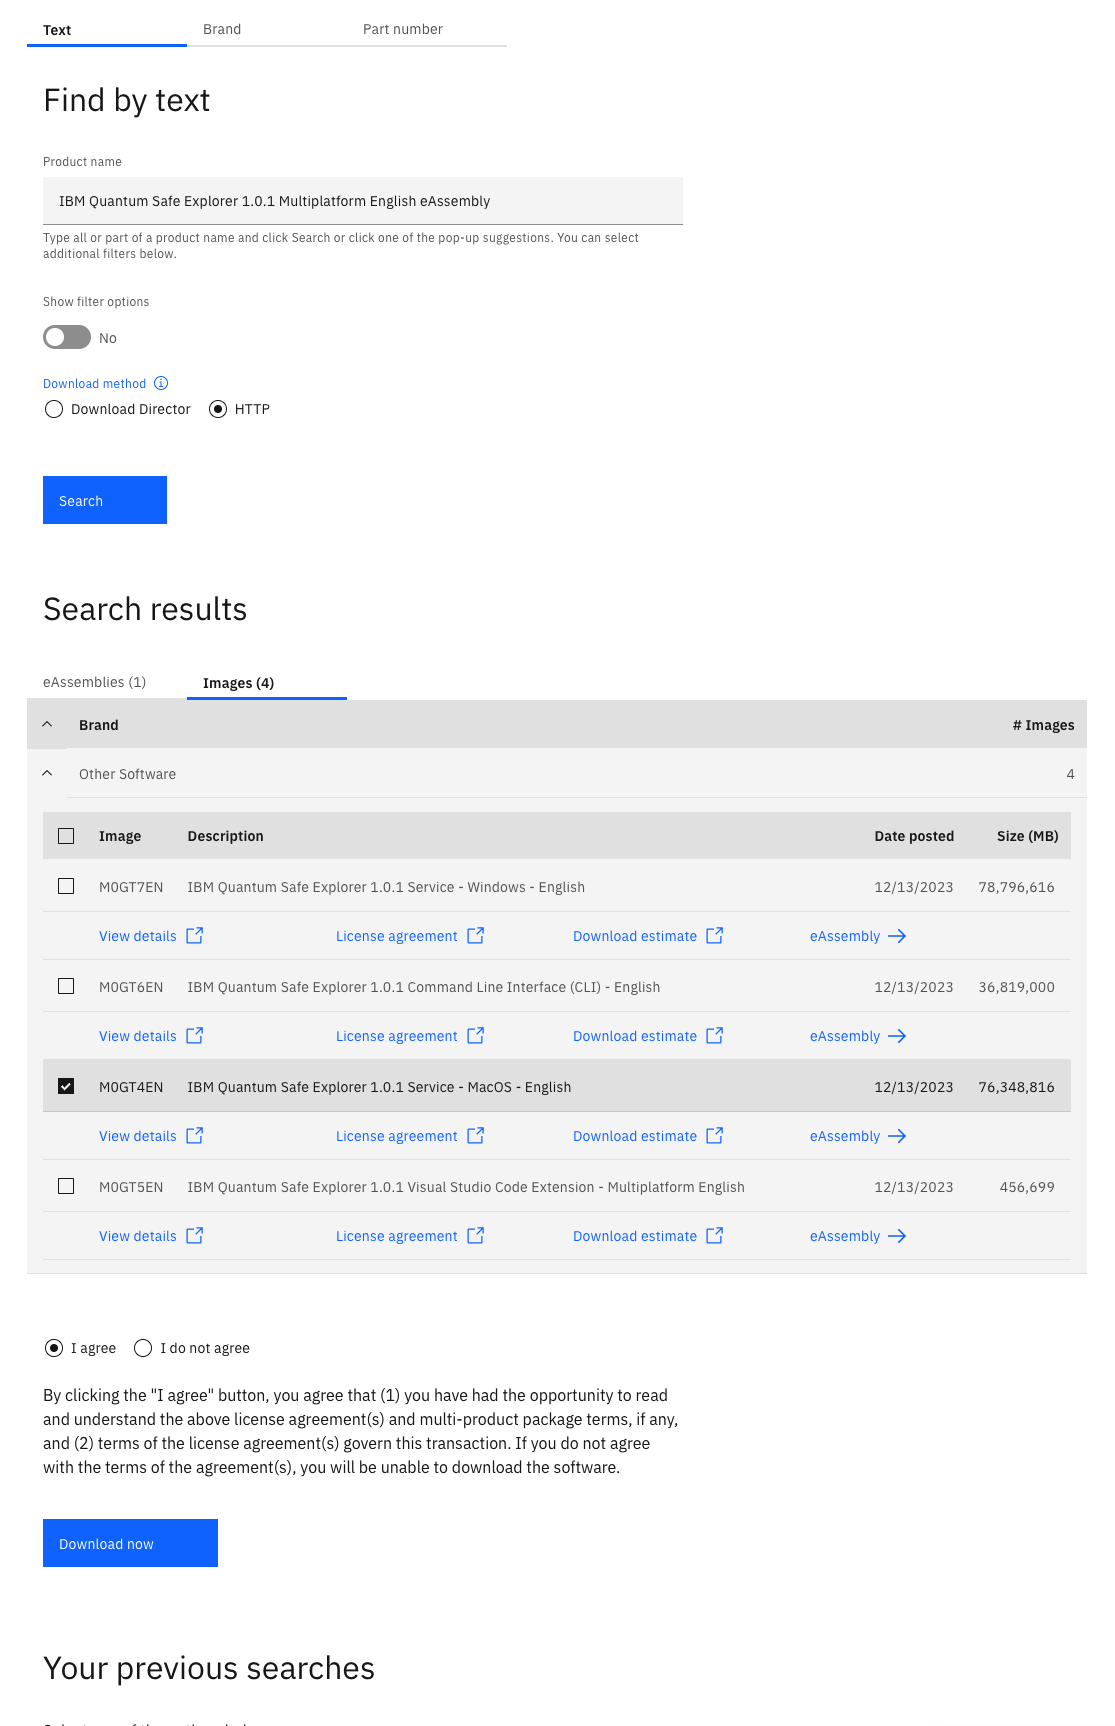 Text
Brand
Part number
Find by text
Product name
IBM Quantum Safe Explorer 1.0.1 Multiplatform English eAssembly
Type all or part of a product name and click Search or click one of the pop-up suggestions. You can select
additional filters below.
Show filter options
No
Download method
Download Director
HTTP
Search
Search results
eAssemblies (1)
Images (4)
Brand
# Images
Other Software
4
Image
Description
Date posted
Size (MB)
M0GT7EN
IBM Quantum Safe Explorer 1.0.1 Service - Windows - English
12/13/2023
78,796,616
View details
License agreement
Download estimate
eAssembly
M0GT6EN
IBM Quantum Safe Explorer 1.0.1 Command Line Interface (CLI) - English
12/13/2023
36,819,000
View details
License agreement
Download estimate
eAssembly
M0GT4EN
IBM Quantum Safe Explorer 1.0.1 Service - MacOS - English
12/13/2023
76,348,816
View details
License agreement
Download estimate
eAssembly
M0GT5EN
IBM Quantum Safe Explorer 1.0.1 Visual Studio Code Extension - Multiplatform English
12/13/2023
456,699
View details
License agreement
Download estimate
eAssembly
I agree
I do not agree
By clicking the "I agree" button, you agree that (1) you have had the opportunity to read
and understand the above license agreement(s) and multi-product package terms, if any,
and (2) terms of the license agreement(s) govern this transaction. If you do not agree
with the terms of the agreement(s), you will be unable to download the software.
Download now
Your previous searches